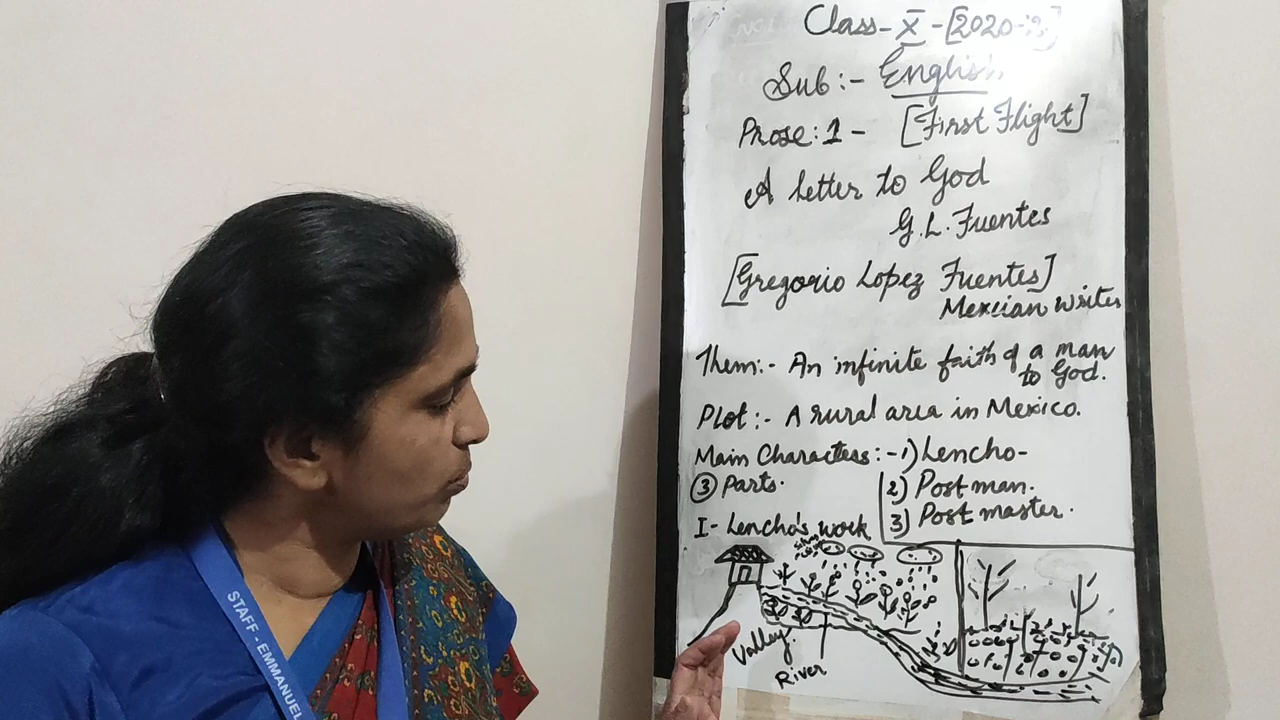 Class - X - [2020-
Sub :- English
Prose: 1 - [First Flight]
A letter to God
G.L. Fuentes
[Gregorio Lopez Fuentes]
Mexcian writer
Them:- An infinite faith of a man
to God.
Plot :- A rural area in Mexico.
Main Characters :- 1) Lencho-
③ Parts.
2) Post man.
3) Post master.
I- Lencho's work
Valley.
River
STAFF - EMMANUEL